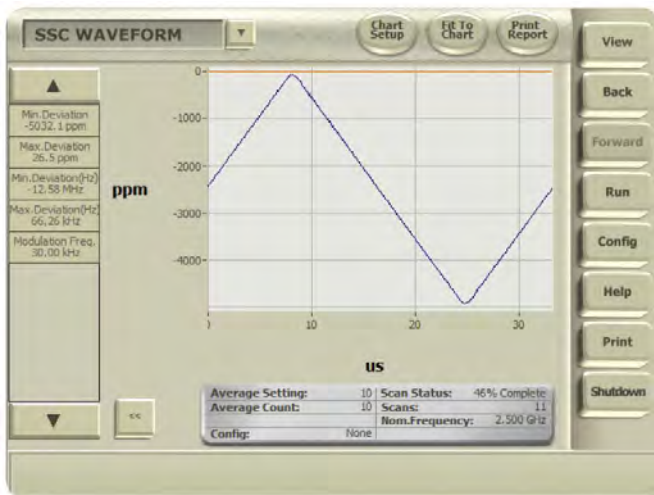 SSC WAVEFORM
Chart Setup
Fit To Chart
Print Report
View
Back
Forward
Run
Config
Help
Print
Shutdown
Min.Deviation
-5032.1 ppm
Max.Deviation
26.5 ppm
Min.Deviation(Hz)
-12.58 MHz
Max.Deviation(Hz)
66.26 kHz
Modulation Freq.
30.00 kHz
ppm
0
-1000
-2000
-3000
-4000
0 10 20 30
us
<<
Average Setting: 10 Scan Status: 46% Complete
Average Count: 10 Scans: 11
Nom.Frequency: 2.500 GHz
Config: None